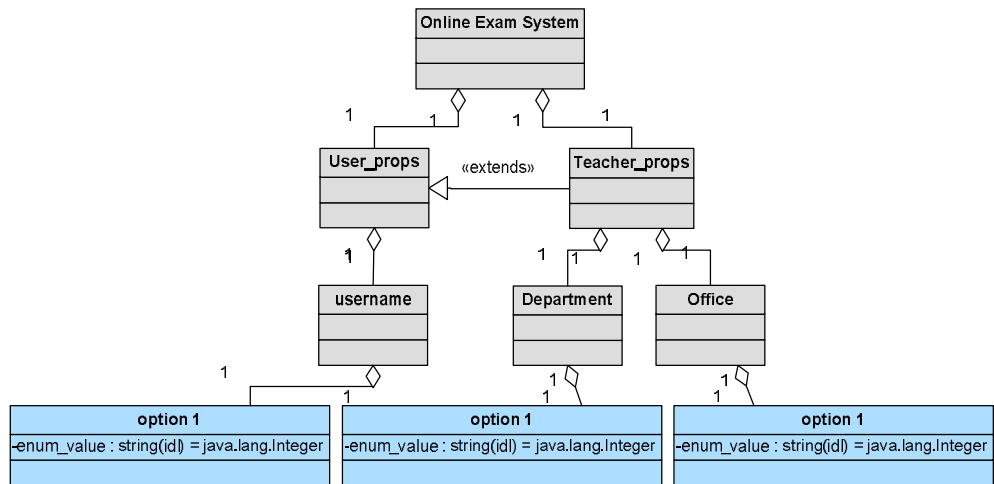 Online Exam System
1
1
1
1
User_props
«extends»
Teacher_props
1
1
1
1
1
1
username
Department
Office
1
1
1
1
1
1
option 1
-enum_value : string(idl) = java.lang.Integer
option 1
-enum_value : string(idl) = java.lang.Integer
option 1
-enum_value : string(idl) = java.lang.Integer